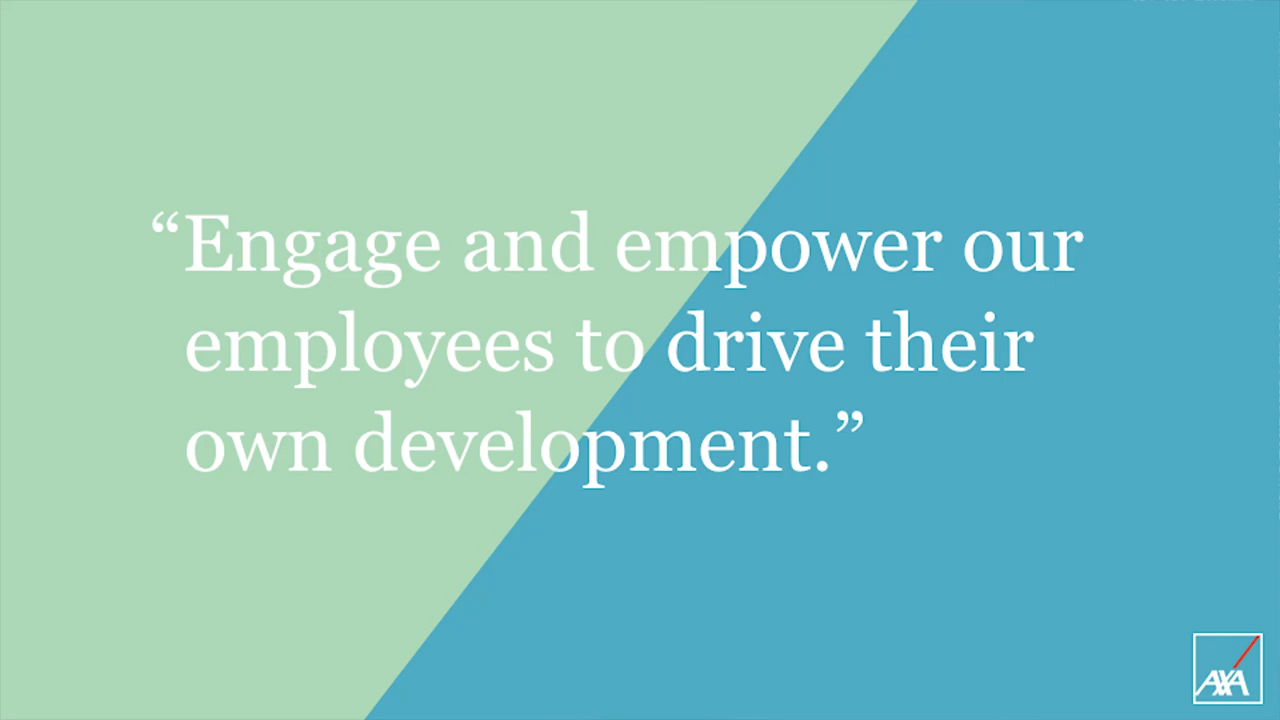 “Engage and empower our
employees to drive their
own development.”
AXA